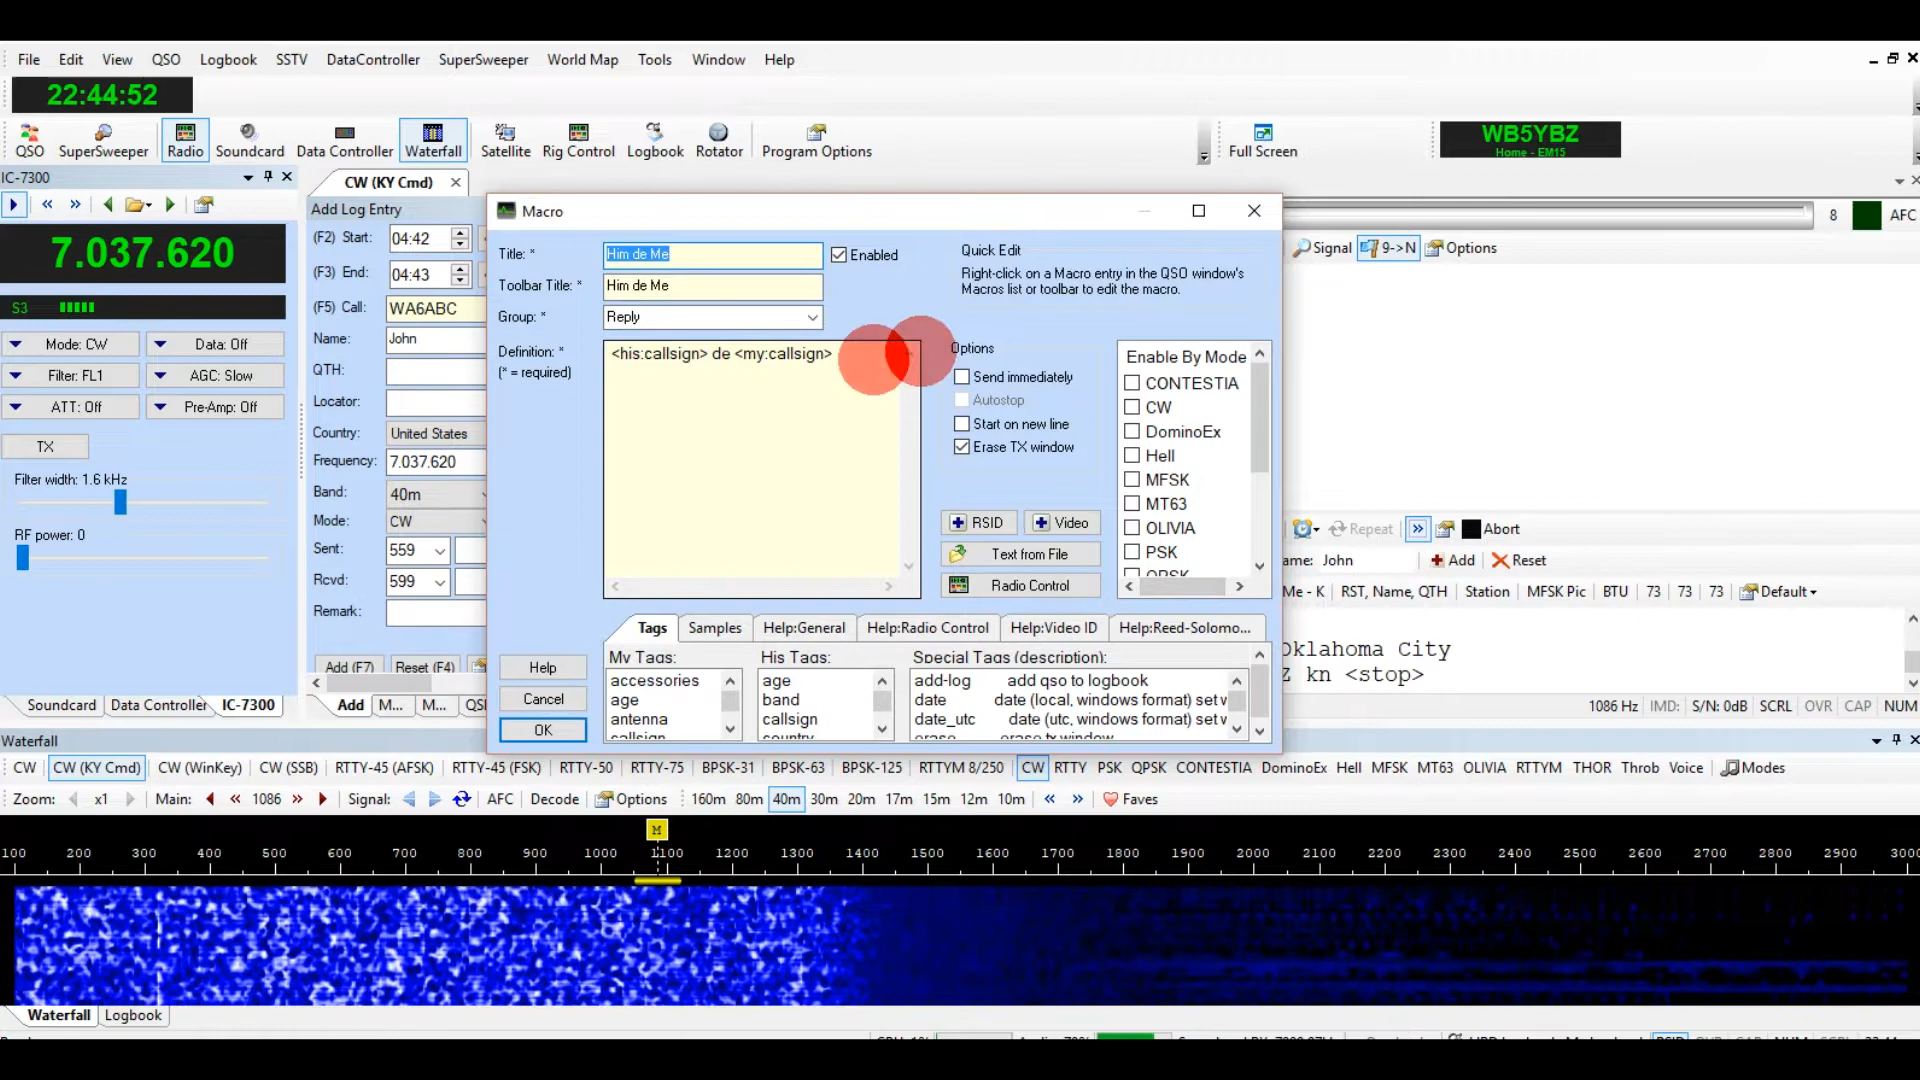 File Edit View QSO Logbook SSTV DataController SuperSweeper World Map Tools Window Help
22:44:52
QSO SuperSweeper Radio Soundcard Data Controller Waterfall Satellite Rig Control Logbook Rotator Program Options Full Screen
WB5YBZ
Home - EM15
IC-7300
CW (KY Cmd)
Add Log Entry
7.037.620
S3
Mode: CW Data: Off
Filter: FL1 AGC: Slow
ATT: Off Pre-Amp: Off
TX
Filter width: 1.6 kHz
RF power: 0
Soundcard Data Controller IC-7300
(F2) Start: 04:42
(F3) End: 04:43
(F5) Call: WA6ABC
Name: John
QTH:
Locator:
Country: United States
Frequency: 7.037.620
Band: 40m
Mode: CW
Sent: 559
Rcvd: 599
Remark:
Add (F7) Reset (F4)
Add M... M...
Macro
Title: * Him de Me Enabled
Toolbar Title: * Him de Me
Group: * Reply
Definition: *
(* = required)
<his:callsign> de <my:callsign>
Quick Edit
Right-click on a Macro entry in the QSO window's
Macros list or toolbar to edit the macro.
Options
Send immediately
Autostop
Start on new line
Erase TX window
RSID Video
Text from File
Radio Control
Enable By Mode
CONTESTIA
CW
DominoEx
Hell
MFSK
MT63
OLIVIA
PSK
QPSK
Tags Samples Help:General Help:Radio Control Help:Video ID Help:Reed-Solomo...
My Tags: His Tags: Special Tags (description):
accessories age add-log add qso to logbook
age band date date (local, windows format) set w
antenna callsign date_utc date (utc, windows format) set w
callsign country erase erase tx window
Help
Cancel
OK
8 AFC
Signal 9->N Options
Repeat Abort
ame: John Add Reset
Me - K RST, Name, QTH Station MFSK Pic BTU 73 73 73 Default
Oklahoma City
Z kn <stop>
1086 Hz IMD: S/N: 0dB SCRL OVR CAP NUM
Waterfall
CW CW (KY Cmd) CW (WinKey) CW (SSB) RTTY-45 (AFSK) RTTY-45 (FSK) RTTY-50 RTTY-75 BPSK-31 BPSK-63 BPSK-125 RTTYM 8/250 CW RTTY PSK QPSK CONTESTIA DominoEx Hell MFSK MT63 OLIVIA RTTYM THOR Throb Voice Modes
Zoom: x1 Main: 1086 Signal: AFC Decode Options 160m 80m 40m 30m 20m 17m 15m 12m 10m Faves
M
100 200 300 400 500 600 700 800 900 1000 1100 1200 1300 1400 1500 1600 1700 1800 1900 2000 2100 2200 2300 2400 2500 2600 2700 2800 2900 3000
Waterfall Logbook